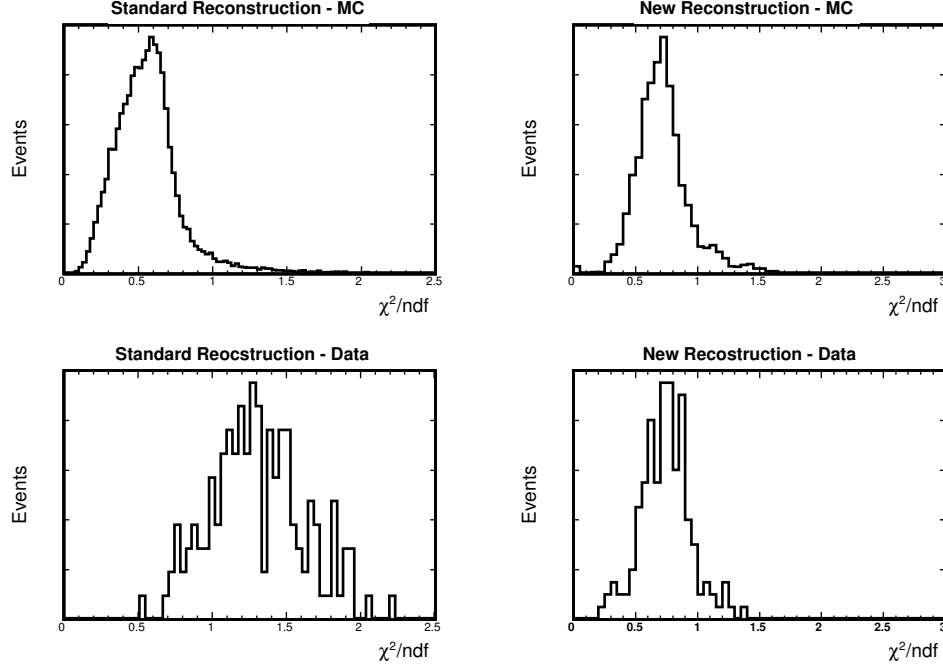 Standard Reconstruction - MC
Events
0 0.5 1 1.5 2 2.5
χ²/ndf
New Reconstruction - MC
Events
0 0.5 1 1.5 2 2.5 3
χ²/ndf
Standard Reocstruction - Data
Events
0 0.5 1 1.5 2 2.5
χ²/ndf
New Recostruction - Data
Events
0 0.5 1 1.5 2 2.5 3
χ²/ndf